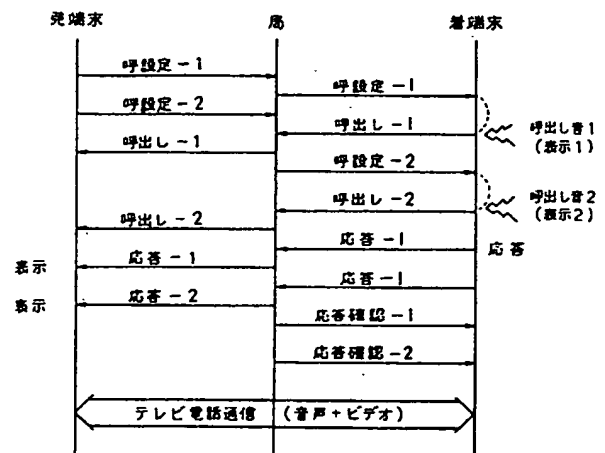 発端末
局
着端末
呼設定-1
呼設定-1
呼設定-2
呼出し-1
呼出し音1
(表示1)
呼出し-1
呼設定-2
呼出し-2
呼出し音2
(表示2)
呼出し-2
応答-1
応答
表示
応答-1
応答-1
表示
応答-2
応答確認-1
応答確認-2
テレビ電話通信 (音声+ビデオ)